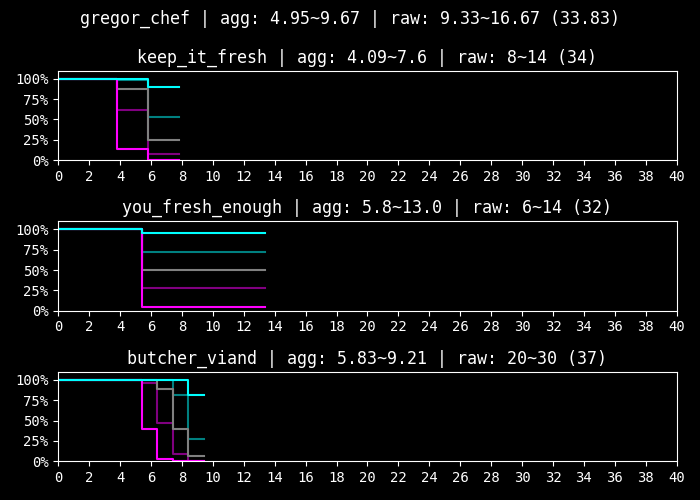 gregor_chef | agg: 4.95~9.67 | raw: 9.33~16.67 (33.83)
keep_it_fresh | agg: 4.09~7.6 | raw: 8~14 (34)
100%
75%
50%
25%
0%
0 2 4 6 8 10 12 14 16 18 20 22 24 26 28 30 32 34 36 38 40
you_fresh_enough | agg: 5.8~13.0 | raw: 6~14 (32)
100%
75%
50%
25%
0%
0 2 4 6 8 10 12 14 16 18 20 22 24 26 28 30 32 34 36 38 40
butcher_viand | agg: 5.83~9.21 | raw: 20~30 (37)
100%
75%
50%
25%
0%
0 2 4 6 8 10 12 14 16 18 20 22 24 26 28 30 32 34 36 38 40